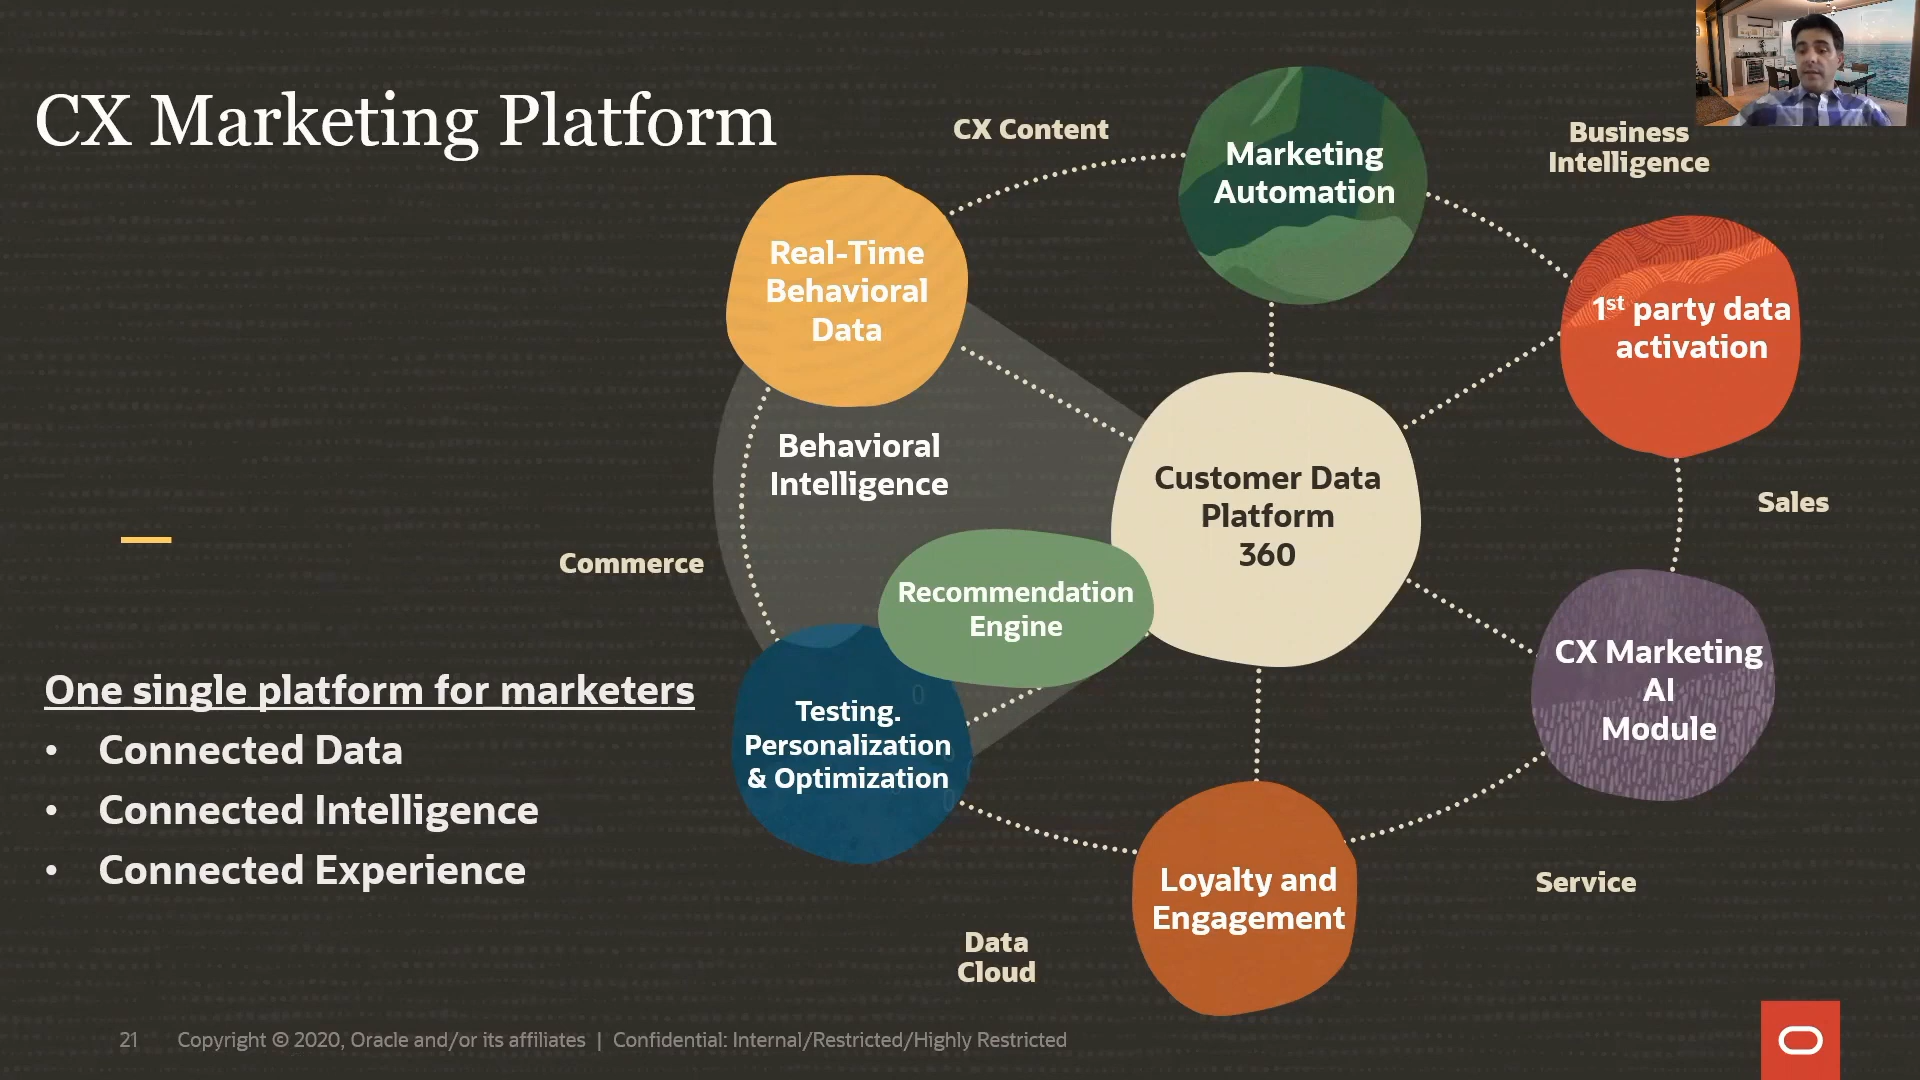 CX Marketing Platform
CX Content
Marketing
Automation
Business
Intelligence
Real-Time
Behavioral
Data
1st party data
activation
Behavioral
Intelligence
Customer Data
Platform
360
Sales
Commerce
Recommendation
Engine
CX Marketing
AI
Module
One single platform for marketers
• Connected Data
• Connected Intelligence
• Connected Experience
Testing.
Personalization
& Optimization
Loyalty and
Engagement
Service
Data
Cloud
21 Copyright © 2020, Oracle and/or its affiliates | Confidential: Internal/Restricted/Highly Restricted